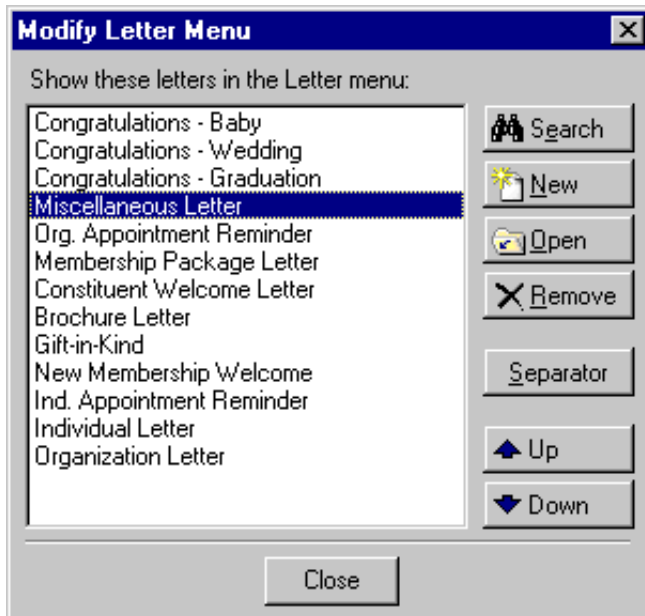 Modify Letter Menu
Show these letters in the Letter menu:
Congratulations - Baby
Congratulations - Wedding
Congratulations - Graduation
Miscellaneous Letter
Org. Appointment Reminder
Membership Package Letter
Constituent Welcome Letter
Brochure Letter
Gift-in-Kind
New Membership Welcome
Ind. Appointment Reminder
Individual Letter
Organization Letter
Search
New
Open
Remove
Separator
Up
Down
Close